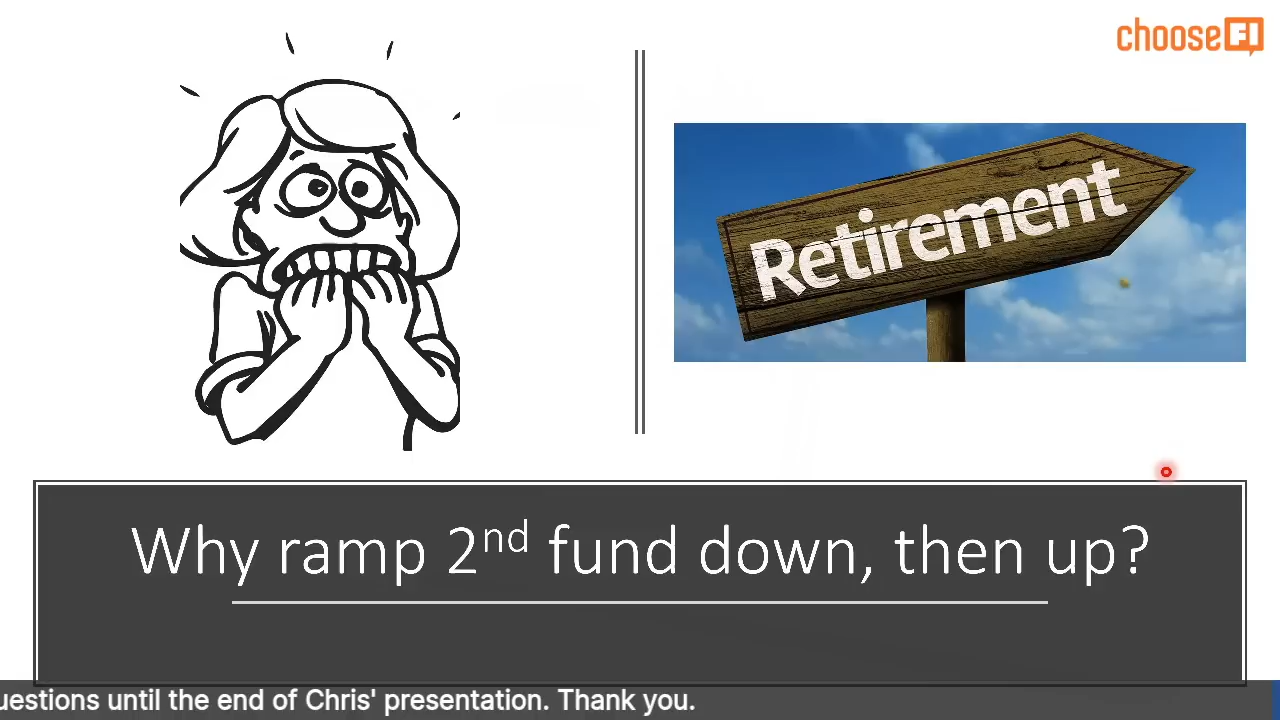 chooseFI
Retirement
Why ramp 2nd fund down, then up?
uestions until the end of Chris' presentation. Thank you.